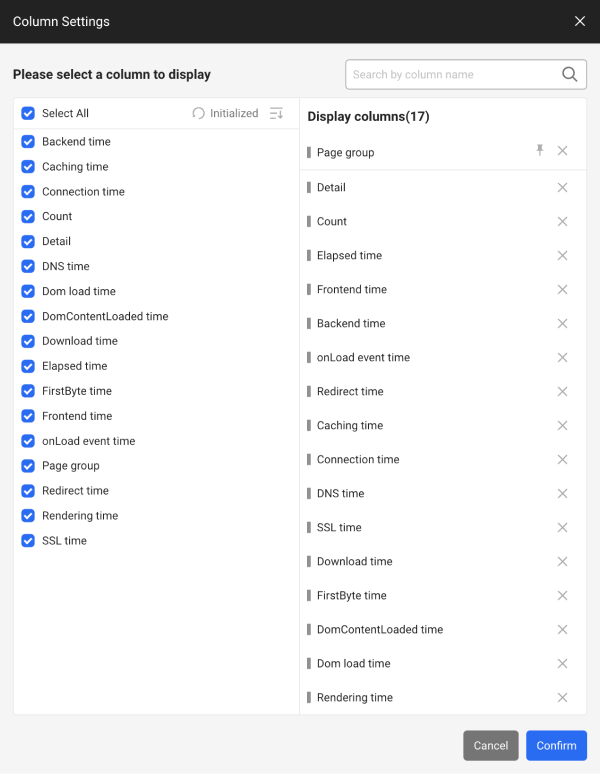 Column Settings
Please select a column to display
Search by column name
Select All
Initialized
Backend time
Caching time
Connection time
Count
Detail
DNS time
Dom load time
DomContentLoaded time
Download time
Elapsed time
FirstByte time
Frontend time
onLoad event time
Page group
Redirect time
Rendering time
SSL time
Display columns(17)
Page group
Detail
Count
Elapsed time
Frontend time
Backend time
onLoad event time
Redirect time
Caching time
Connection time
DNS time
SSL time
Download time
FirstByte time
DomContentLoaded time
Dom load time
Rendering time
Cancel
Confirm